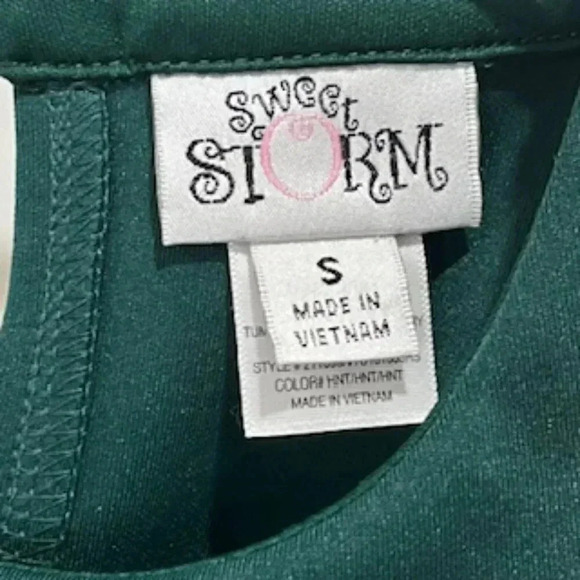 Sweet
STORM
S
MADE IN
VIETNAM
COLOR# HNT/HNT/HNT
MADE IN VIETNAM